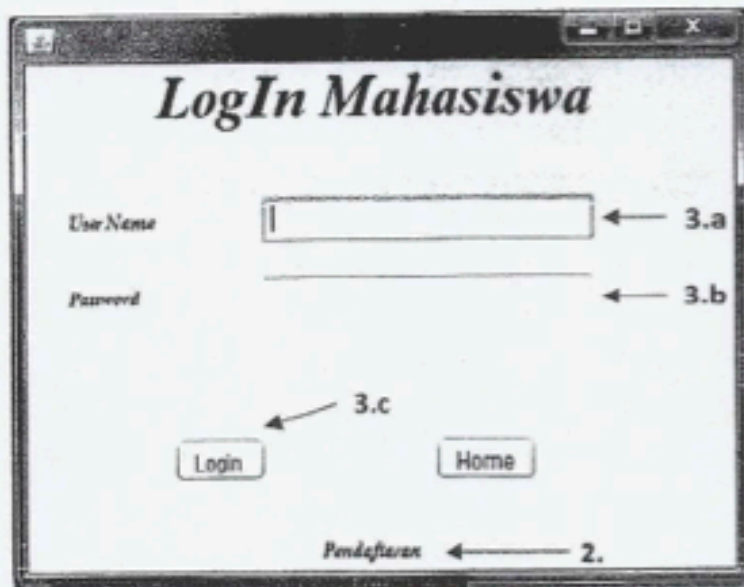 LogIn Mahasiswa
User Name
3.a
Password
3.b
3.c
Login Home
Pendaftaran 2.